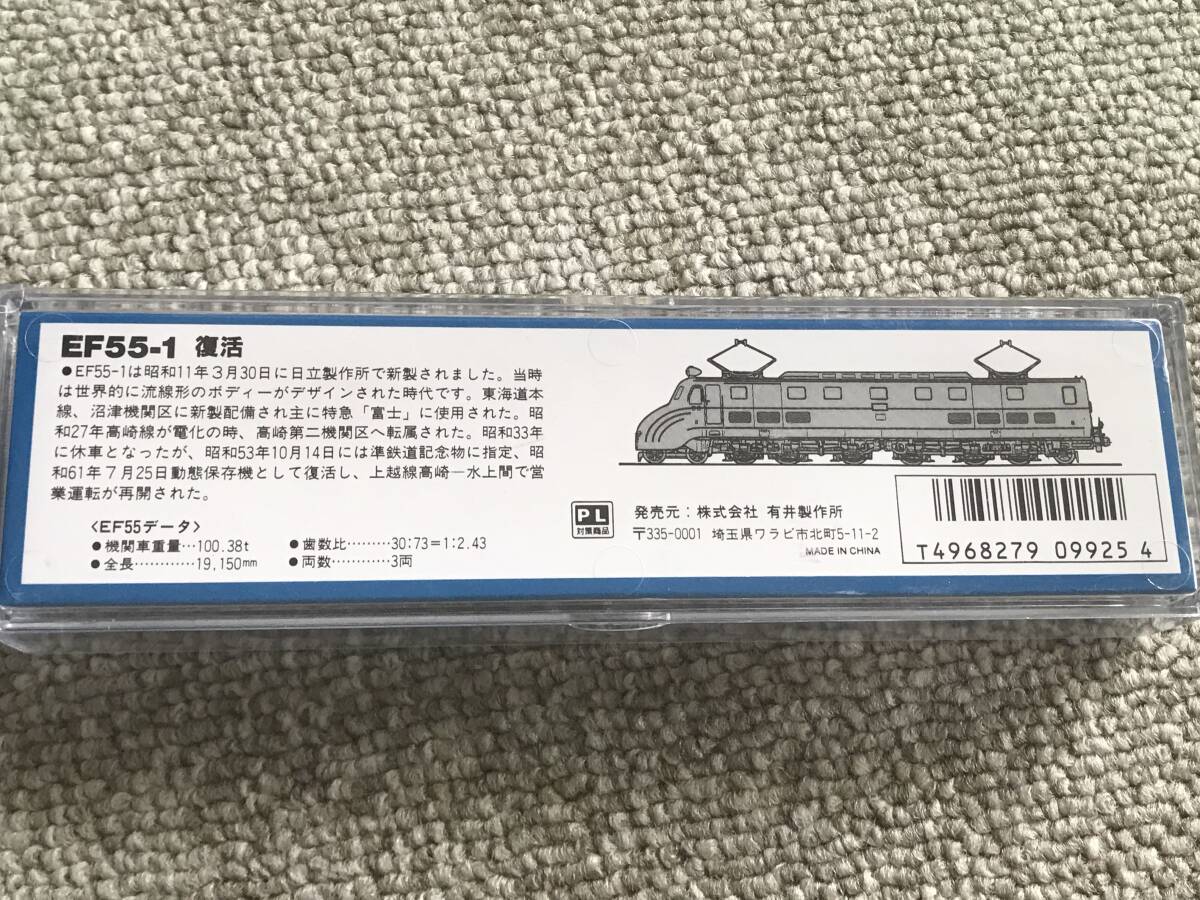 EF55-1 復活
●EF55-1は昭和11年3月30日に日立製作所で新製されました。当時
は世界的に流線形のボディーがデザインされた時代です。東海道本
線、沼津機関区に新製配備され主に特急「富士」に使用された。昭
和27年高崎線が電化の時、高崎第二機関区へ転属された。昭和33年
に休車となったが、昭和53年10月14日には準鉄道記念物に指定、昭
和61年7月25日動態保存機として復活し、上越線高崎―水上間で営
業運転が再開された。
〈EF55データ〉
●機関車重量…100.38t
●全長…………19,150mm
●歯数比………30:73＝1:2.43
●両数…………3両
PL
対策商品
発売元：株式会社 有井製作所
〒335-0001 埼玉県ワラビ市北町5-11-2
MADE IN CHINA
T4968279 09925 4